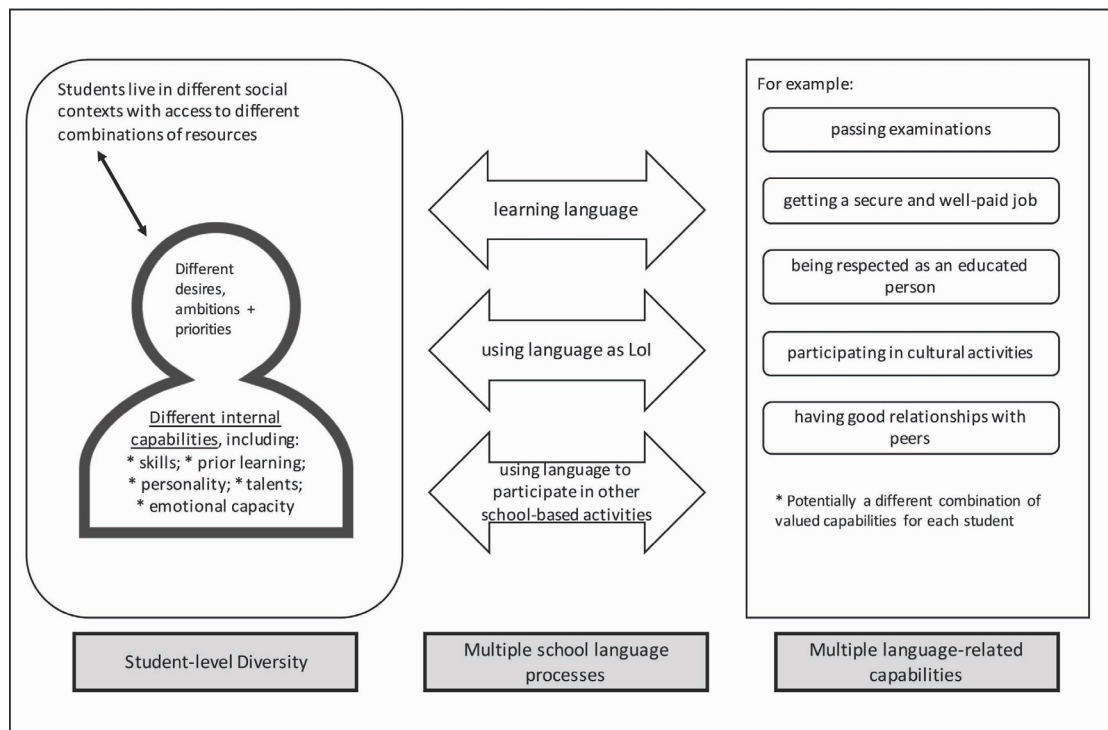 Students live in different social
contexts with access to different
combinations of resources
Different
desires,
ambitions +
priorities
Different internal
capabilities, including:
* skills; * prior learning;
* personality; * talents;
* emotional capacity
Student-level Diversity
learning language
using language as LoI
using language to
participate in other
school-based activities
Multiple school language
processes
For example:
passing examinations
getting a secure and well-paid job
being respected as an educated
person
participating in cultural activities
having good relationships with
peers
* Potentially a different combination of
valued capabilities for each student
Multiple language-related
capabilities